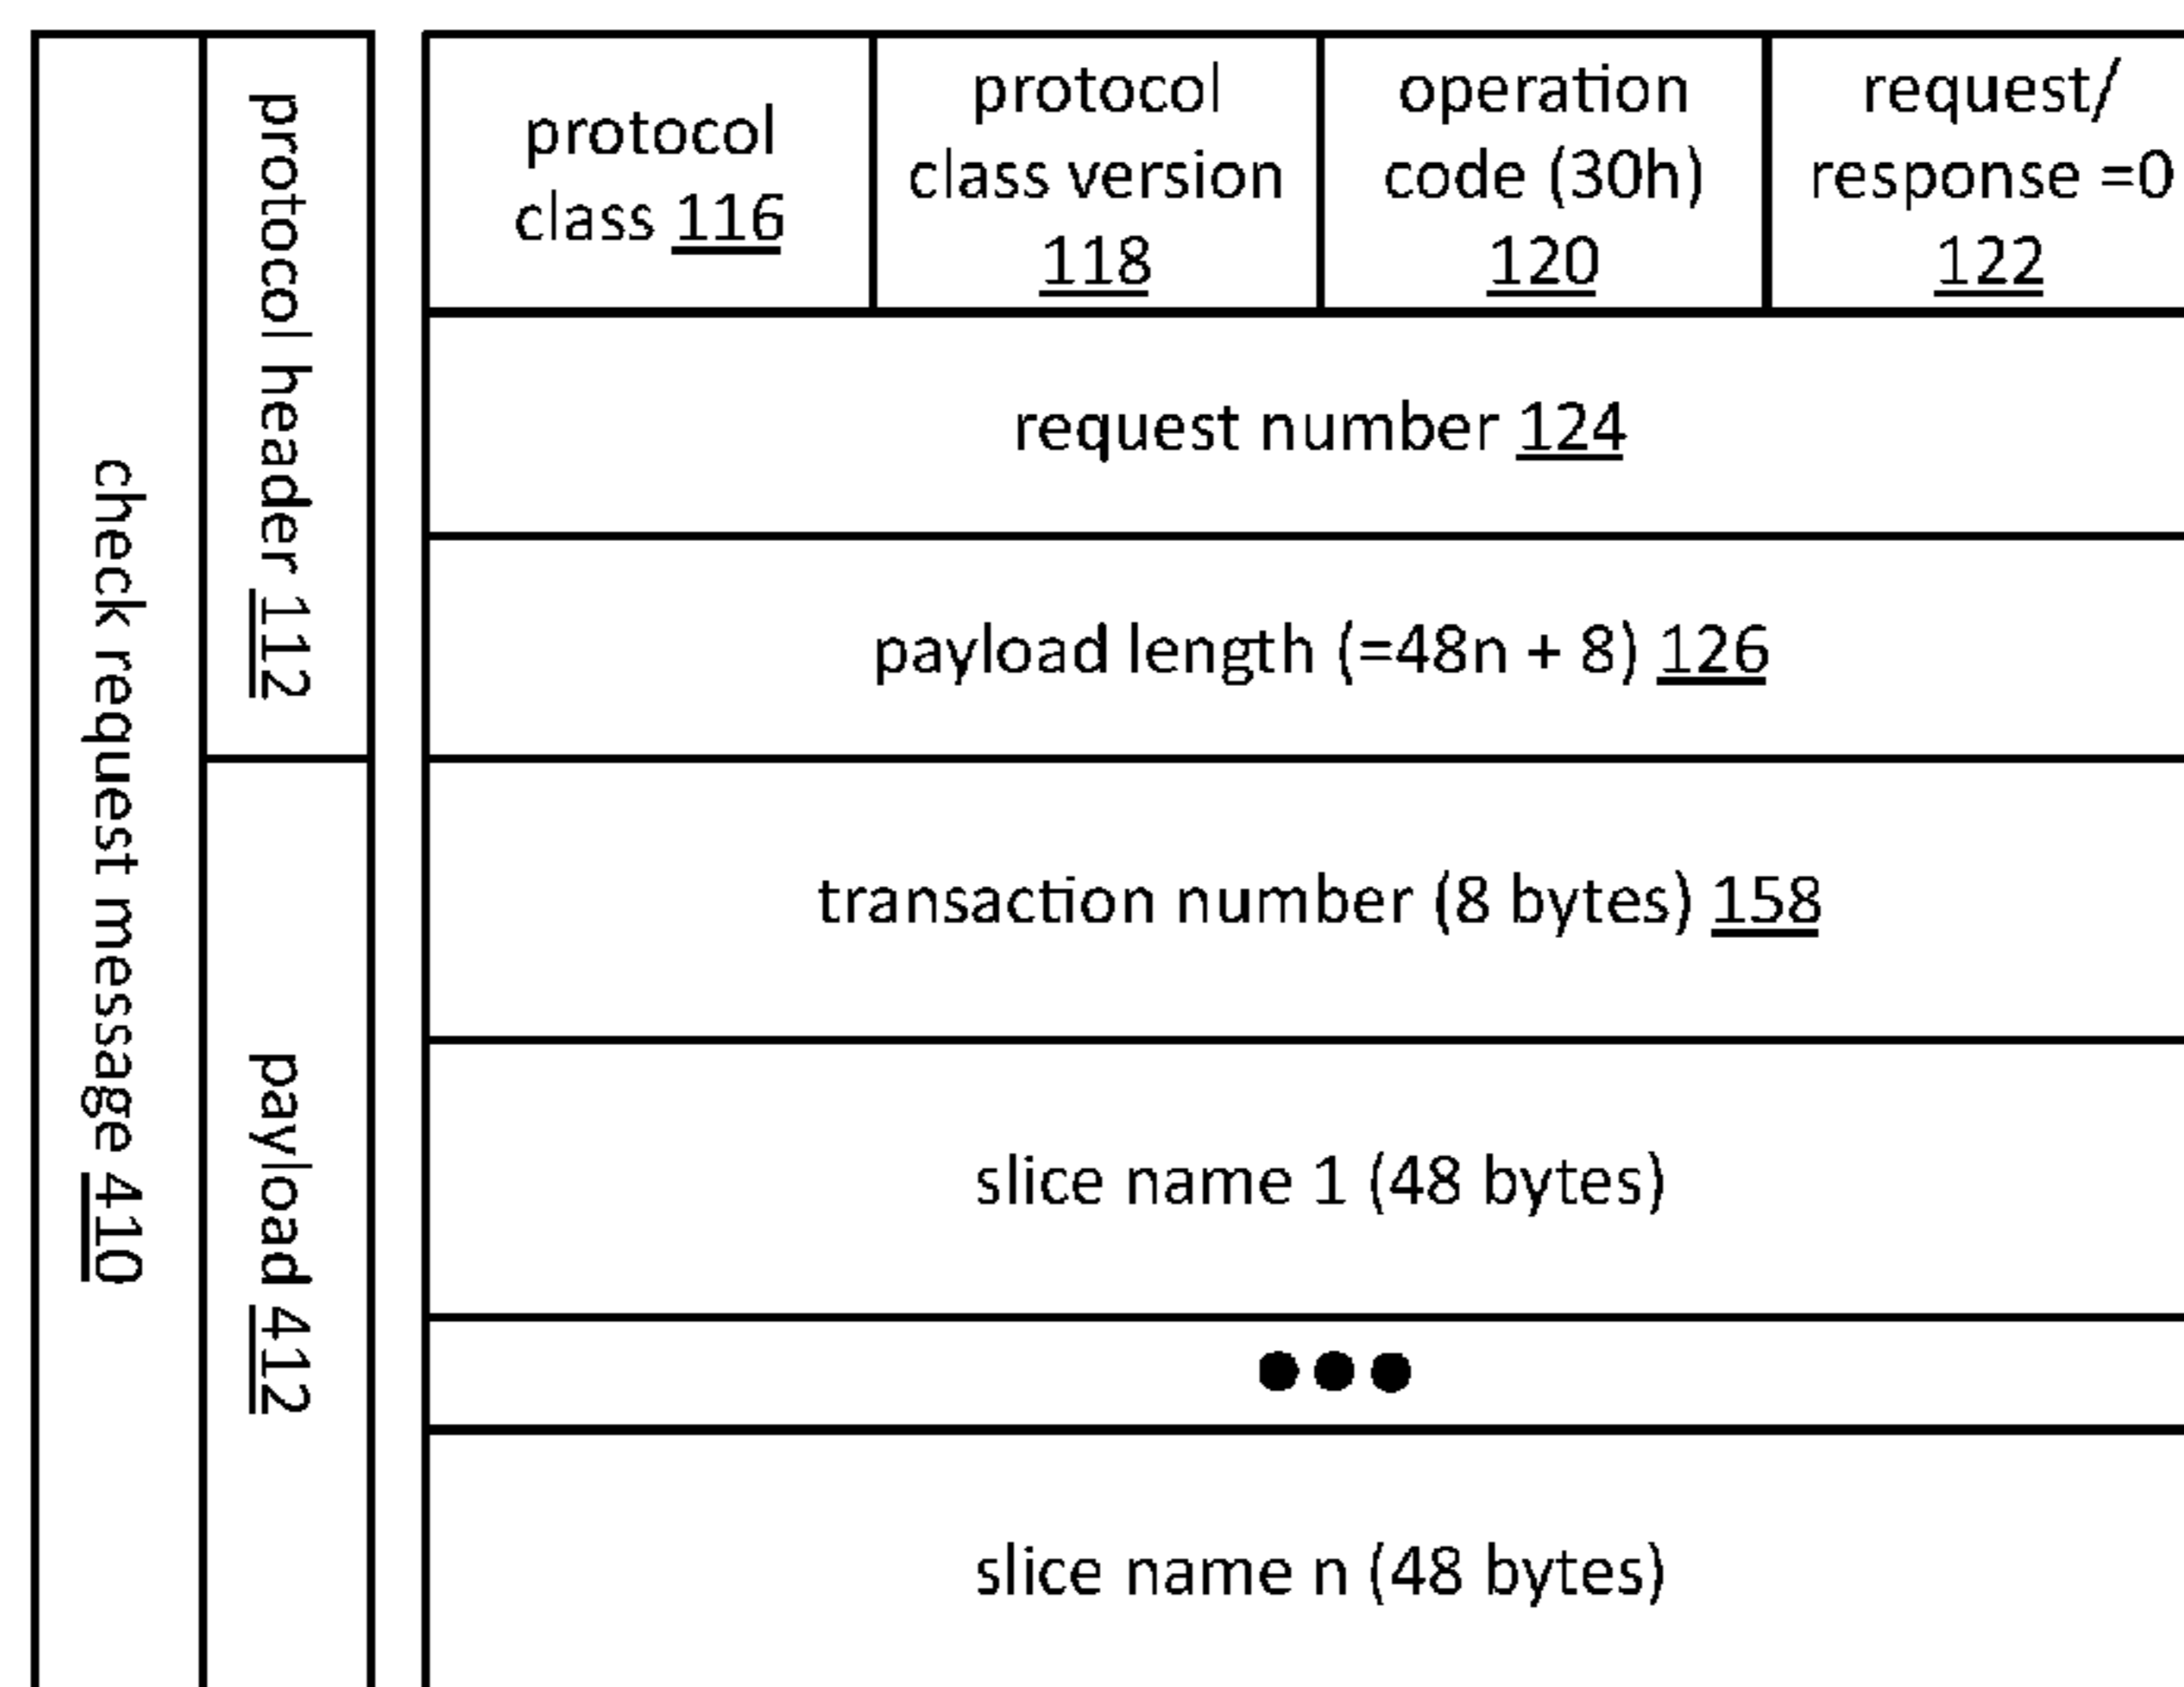 check request message 410
protocol header 112
payload 412
protocol
class 116
protocol
class version
118
operation
code (30h)
120
request/
response =0
122
request number 124
payload length (=48n + 8) 126
transaction number (8 bytes) 158
slice name 1 (48 bytes)
●●●
slice name n (48 bytes)